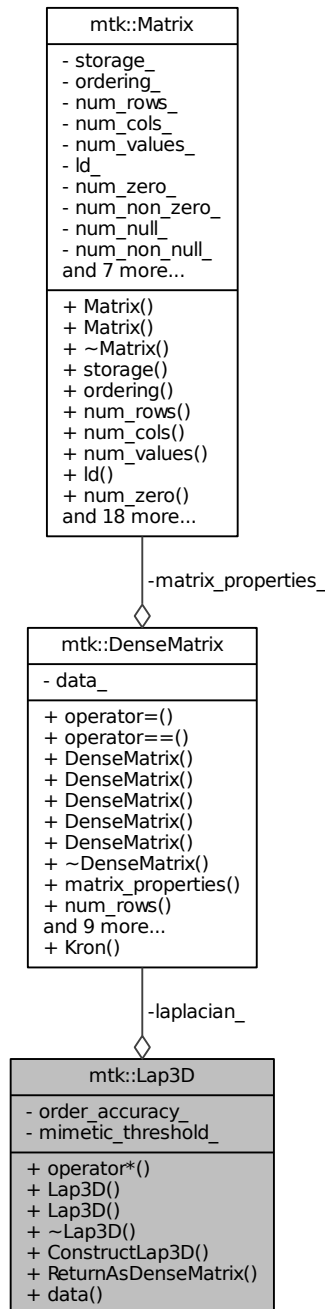 mtk::Matrix
- storage_
- ordering_
- num_rows_
- num_cols_
- num_values_
- ld_
- num_zero_
- num_non_zero_
- num_null_
- num_non_null_
and 7 more...
+ Matrix()
+ Matrix()
+ ~Matrix()
+ storage()
+ ordering()
+ num_rows()
+ num_cols()
+ num_values()
+ ld()
+ num_zero()
and 18 more...
-matrix_properties_
mtk::DenseMatrix
- data_
+ operator=()
+ operator==()
+ DenseMatrix()
+ DenseMatrix()
+ DenseMatrix()
+ DenseMatrix()
+ DenseMatrix()
+ ~DenseMatrix()
+ matrix_properties()
+ num_rows()
and 9 more...
+ Kron()
-laplacian_
mtk::Lap3D
- order_accuracy_
- mimetic_threshold_
+ operator*()
+ Lap3D()
+ Lap3D()
+ ~Lap3D()
+ ConstructLap3D()
+ ReturnAsDenseMatrix()
+ data()